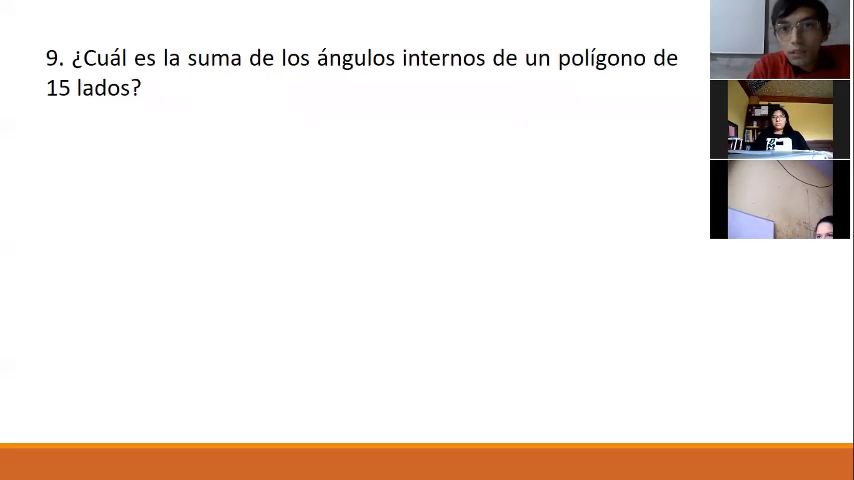 9. ¿Cuál es la suma de los ángulos internos de un polígono de
15 lados?